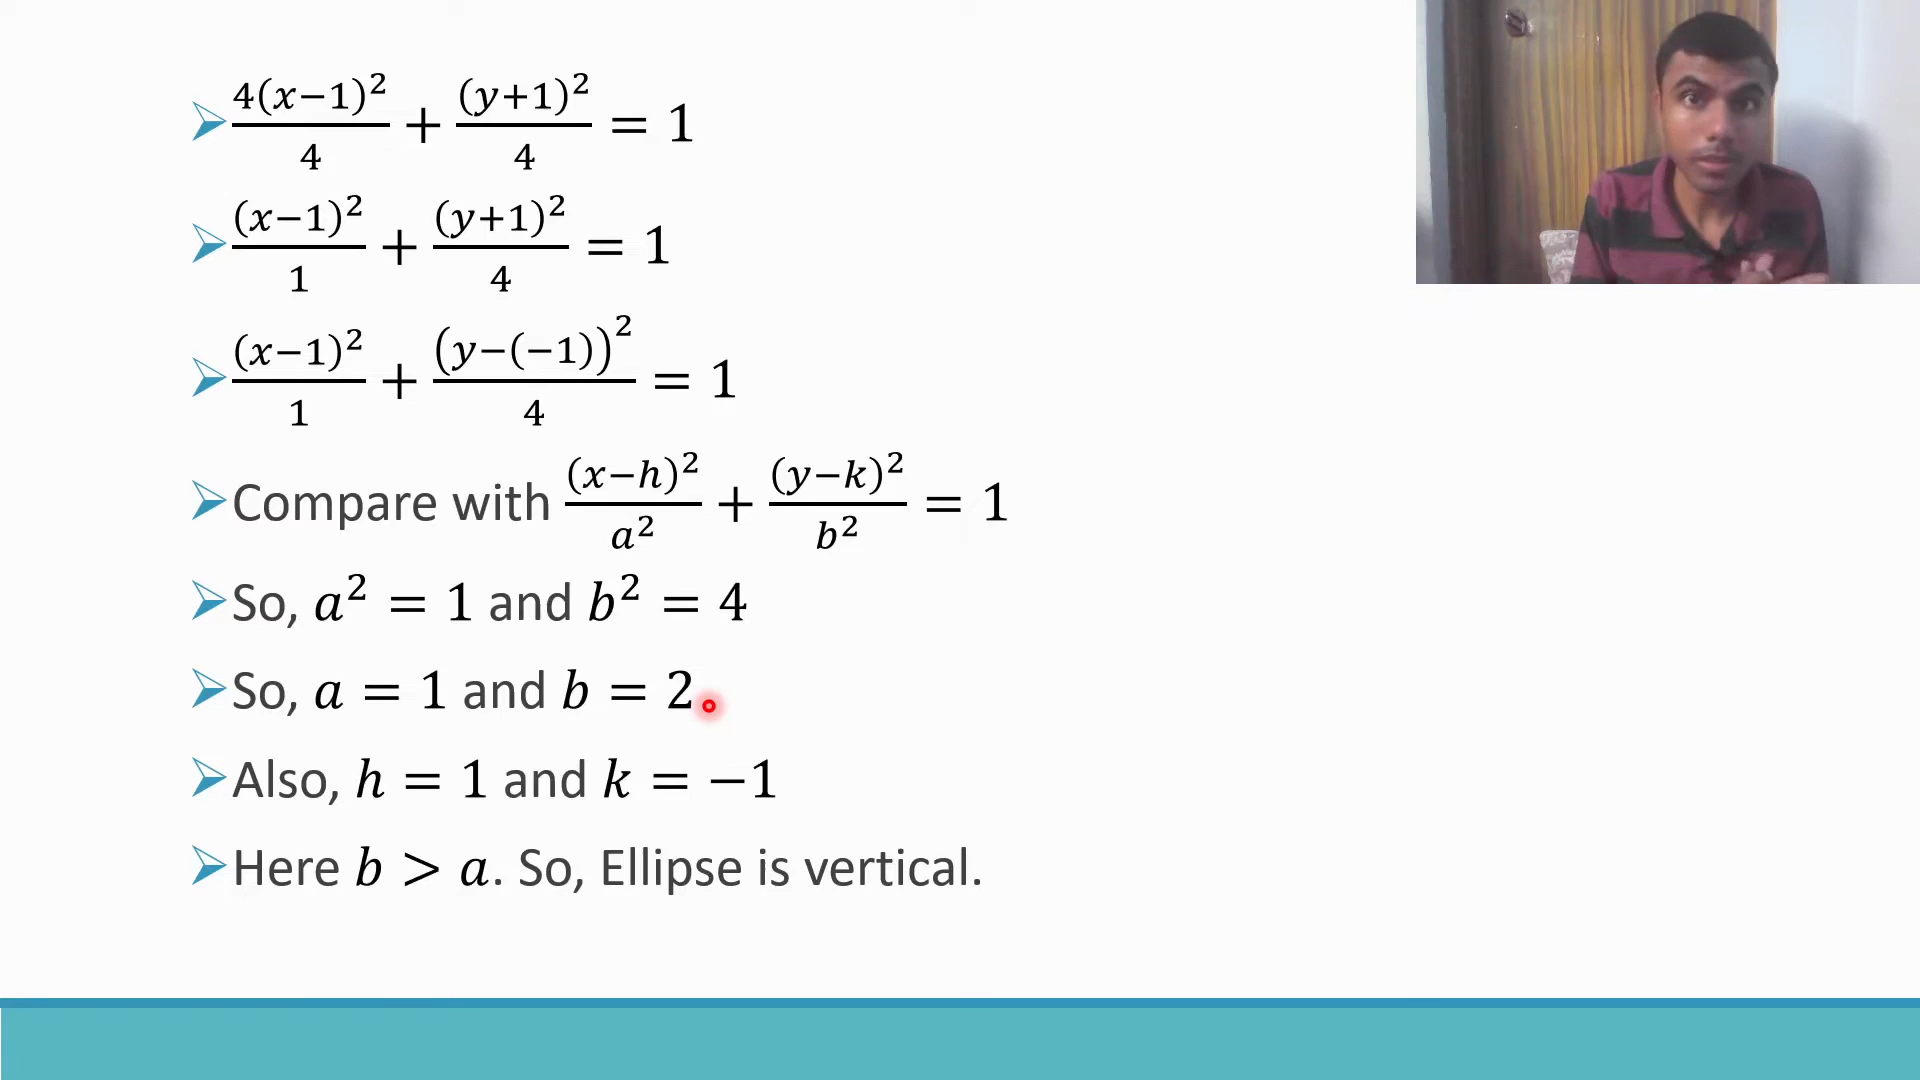 4(x−1)²/4 + (y+1)²/4 = 1
(x−1)²/1 + (y+1)²/4 = 1
(x−1)²/1 + (y−(−1))²/4 = 1
Compare with (x−h)²/a² + (y−k)²/b² = 1
So, a² = 1 and b² = 4
So, a = 1 and b = 2
Also, h = 1 and k = −1
Here b > a. So, Ellipse is vertical.